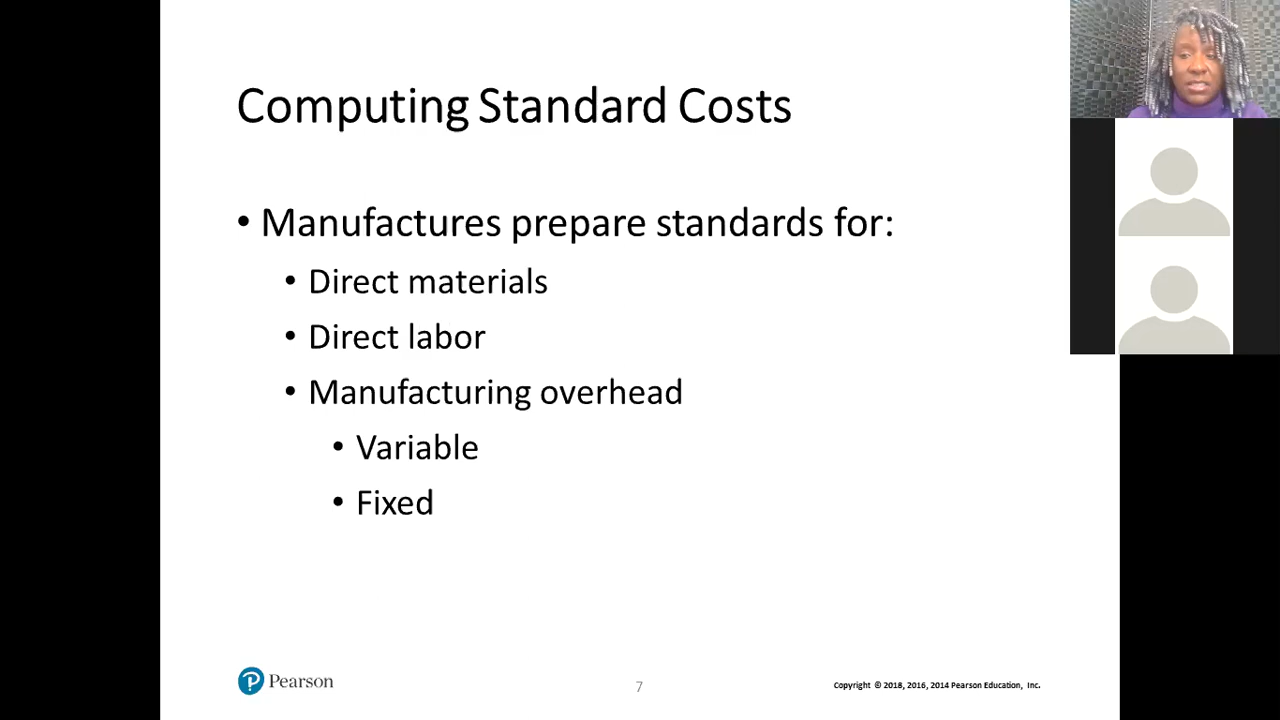 Computing Standard Costs
• Manufactures prepare standards for:
• Direct materials
• Direct labor
• Manufacturing overhead
• Variable
• Fixed
Pearson
7
Copyright © 2018, 2016, 2014 Pearson Education, Inc.